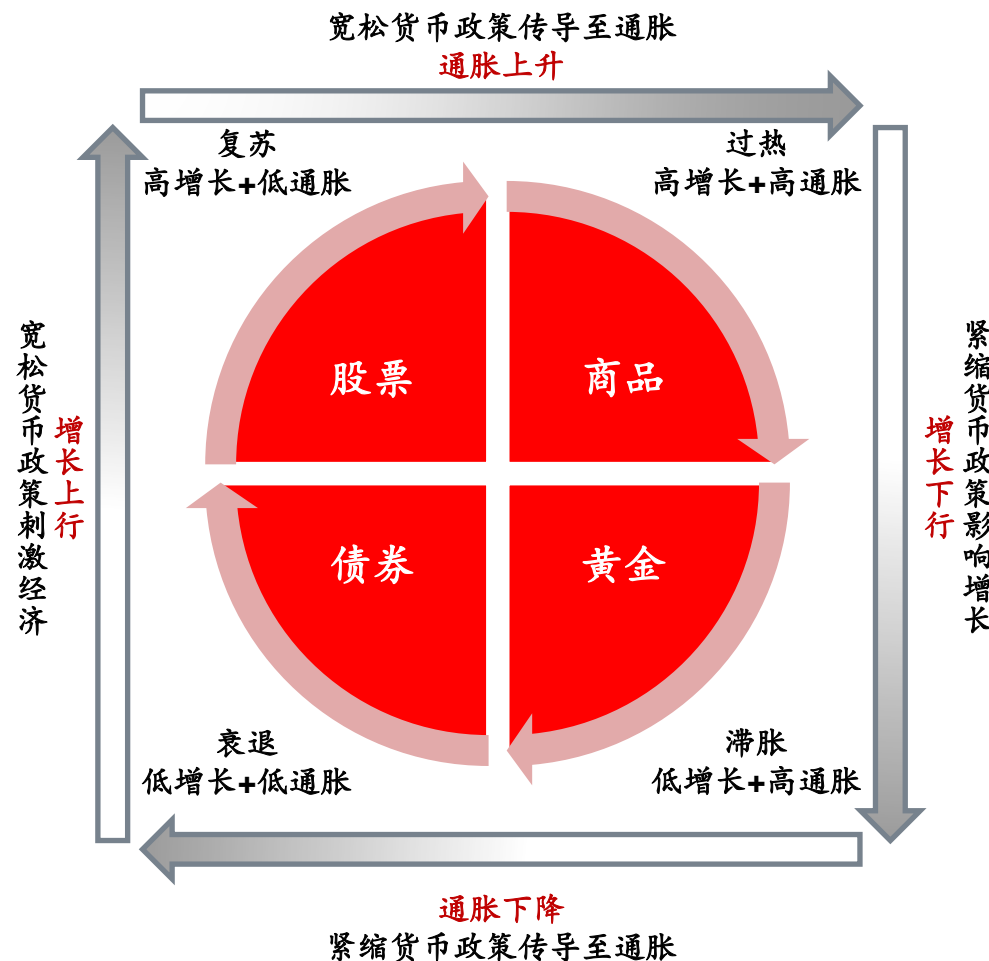 宽松货币政策传导至通胀
通胀上升
复苏
高增长+低通胀
过热
高增长+高通胀
宽松货币政策刺激经济
增长上行
股票
商品
增长下行
紧缩货币政策影响增长
债券
黄金
衰退
低增长+低通胀
滞胀
低增长+高通胀
通胀下降
紧缩货币政策传导至通胀